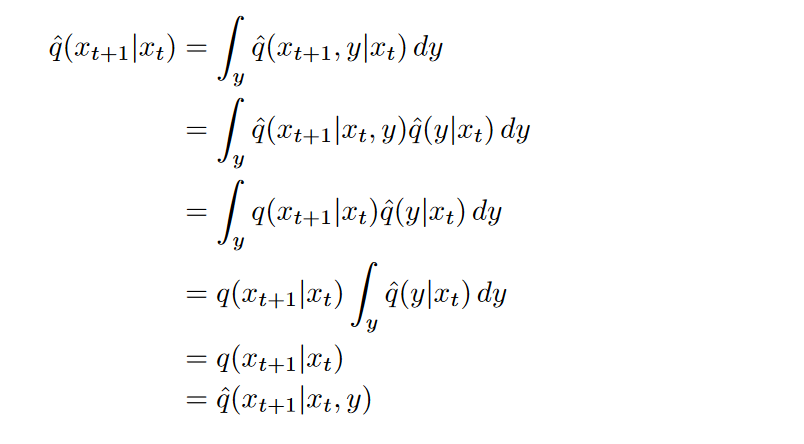 q̂(x_{t+1}|x_t) = ∫_y q̂(x_{t+1}, y|x_t) dy
= ∫_y q̂(x_{t+1}|x_t, y)q̂(y|x_t) dy
= ∫_y q(x_{t+1}|x_t)q̂(y|x_t) dy
= q(x_{t+1}|x_t) ∫_y q̂(y|x_t) dy
= q(x_{t+1}|x_t)
= q̂(x_{t+1}|x_t, y)